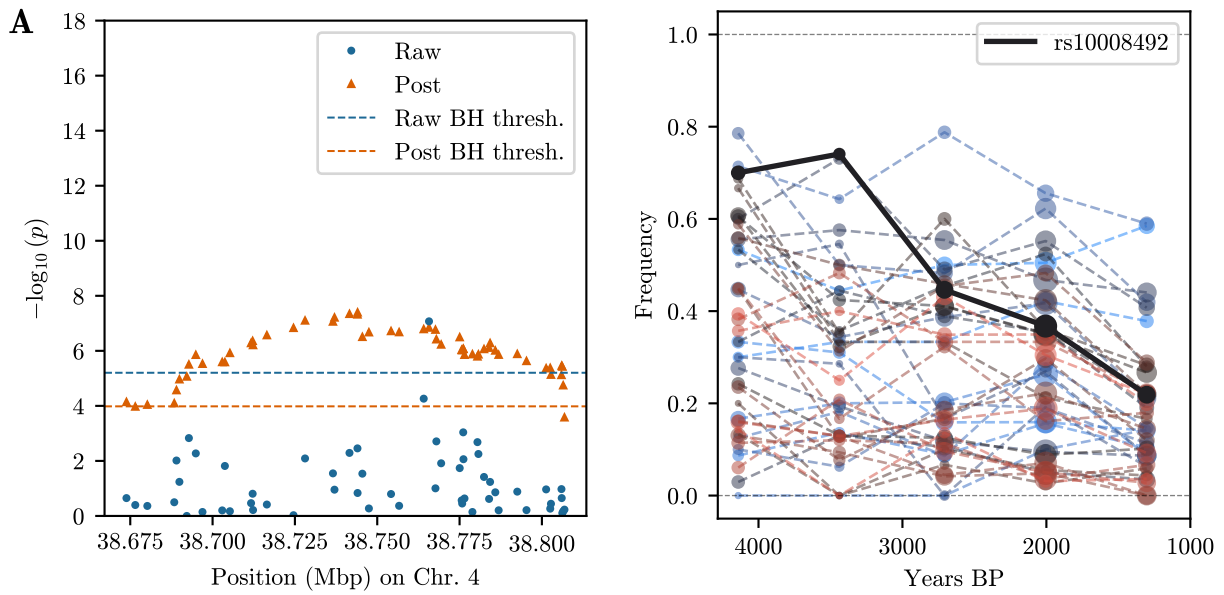 A
18
16
14
12
10
8
6
4
2
0
−log10 (p)
Raw
Post
Raw BH thresh.
Post BH thresh.
38.675 38.700 38.725 38.750 38.775 38.800
Position (Mbp) on Chr. 4
1.0
0.8
0.6
0.4
0.2
0.0
Frequency
rs10008492
4000 3000 2000 1000
Years BP